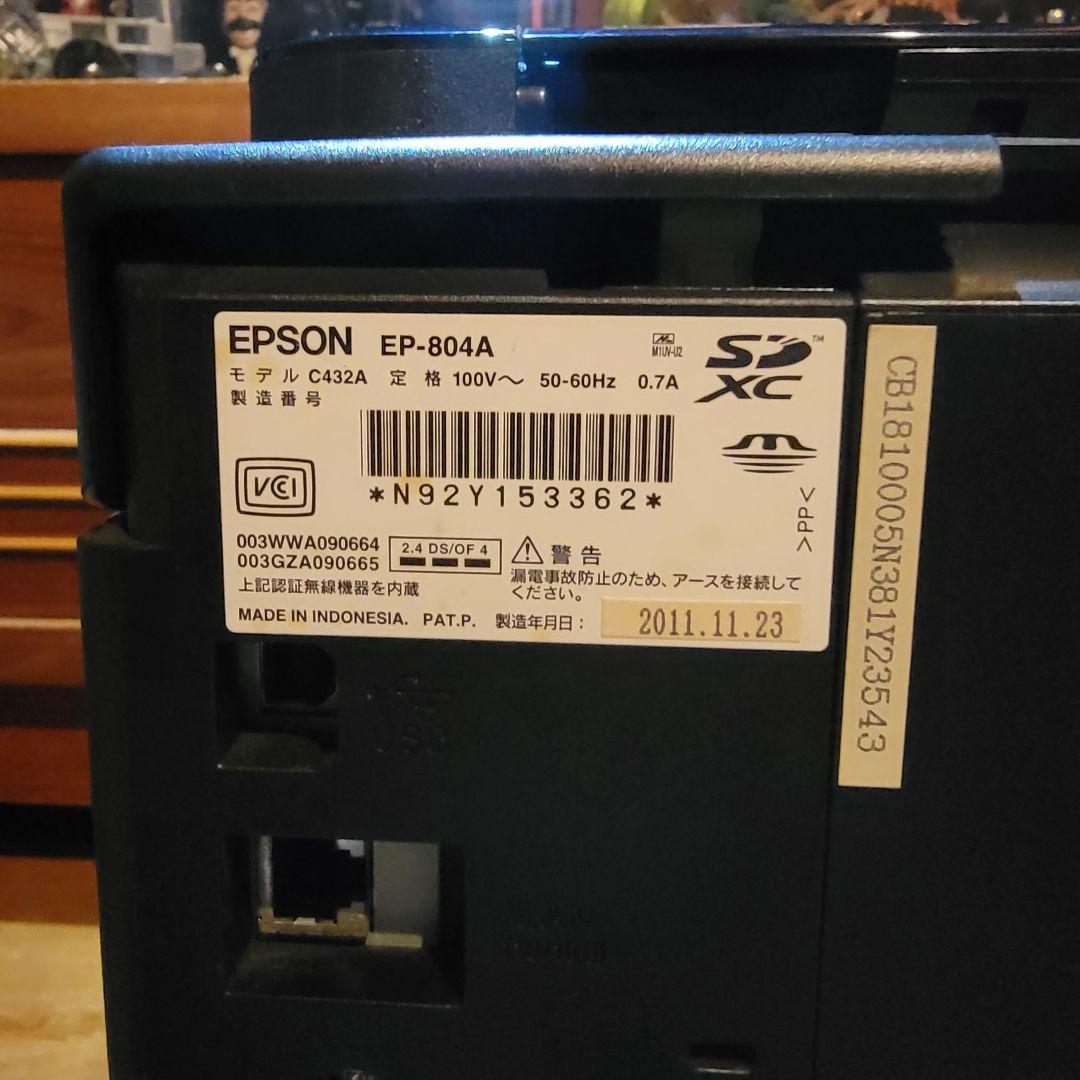 EPSON EP-804A
M1UV-U2
SD XC TM
モデル C432A 定格 100V～ 50-60Hz 0.7A
製造番号
*N92Y153362*
VCI
>PP<
003WWA090664
003GZA090665
2.4 DS/OF 4
上記認証無線機器を内蔵
警告
漏電事故防止のため、アースを接続して
ください。
MADE IN INDONESIA. PAT.P. 製造年月日： 2011.11.23
CB1810005N381Y23543
USB